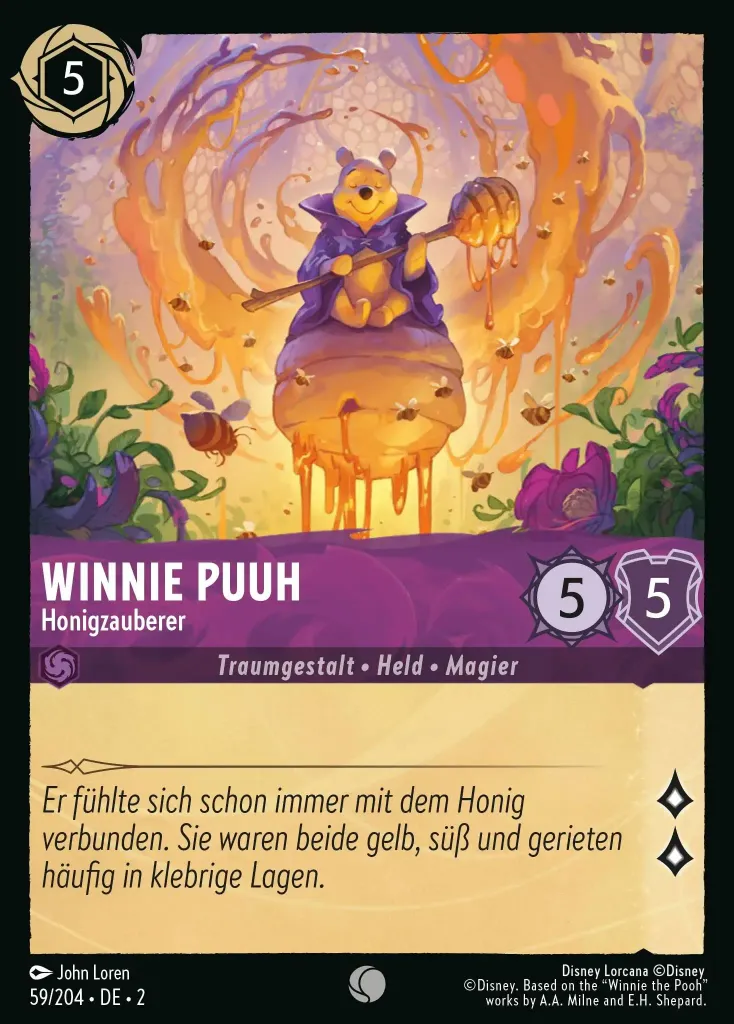 5
WINNIE PUUH
Honigzauberer
5
5
Traumgestalt • Held • Magier
Er fühlte sich schon immer mit dem Honig
verbunden. Sie waren beide gelb, süß und gerieten
häufig in klebrige Lagen.
John Loren
59/204 • DE • 2
Disney Lorcana ©Disney
©Disney. Based on the “Winnie the Pooh”
works by A.A. Milne and E.H. Shepard.